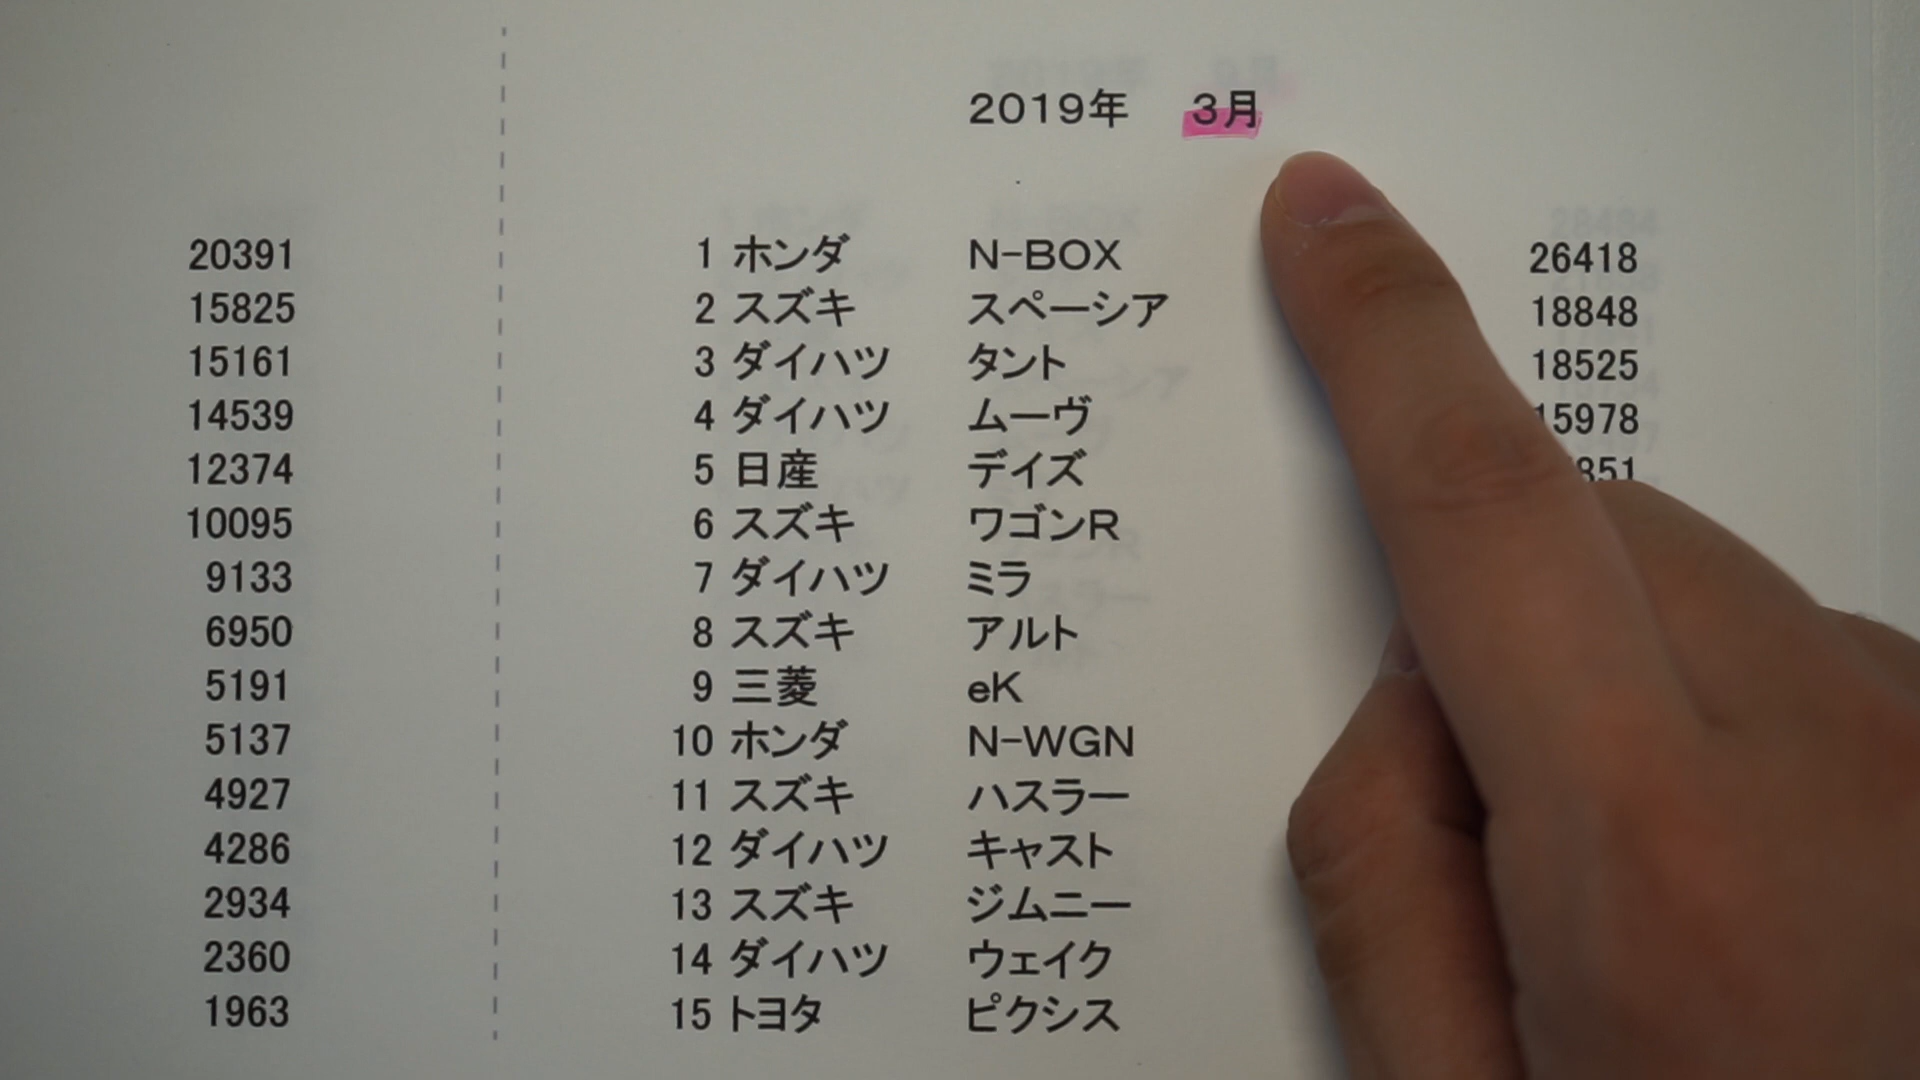 2019年 3月
20391 1 ホンダ N-BOX 26418
15825 2 スズキ スペーシア 18848
15161 3 ダイハツ タント 18525
14539 4 ダイハツ ムーヴ 15978
12374 5 日産 デイズ
10095 6 スズキ ワゴンR
9133 7 ダイハツ ミラ
6950 8 スズキ アルト
5191 9 三菱 eK
5137 10 ホンダ N-WGN
4927 11 スズキ ハスラー
4286 12 ダイハツ キャスト
2934 13 スズキ ジムニー
2360 14 ダイハツ ウェイク
1963 15 トヨタ ピクシス